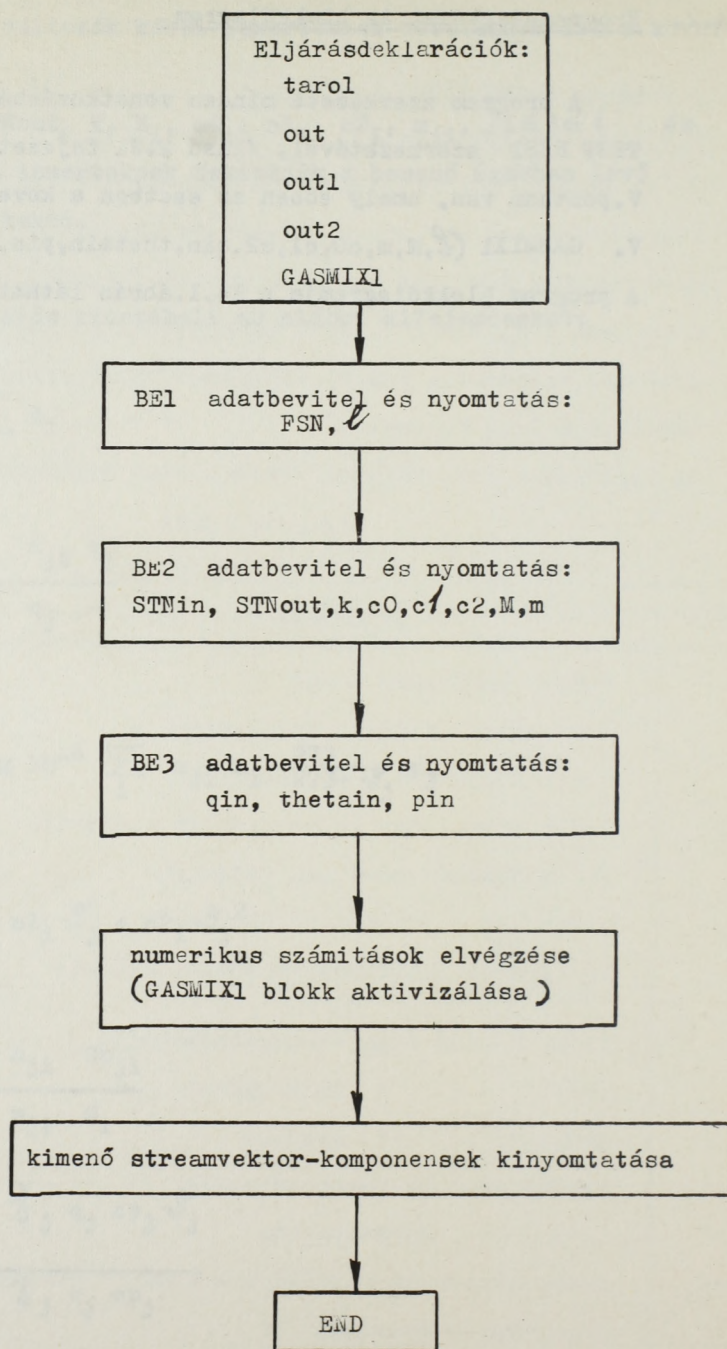 Eljárásdeklarációk:
tarol
out
out1
out2
GASMIX1
BE1 adatbevitel és nyomtatás:
FSN, ℓ
BE2 adatbevitel és nyomtatás:
STNin, STNout,k,c0,c1,c2,M,m
BE3 adatbevitel és nyomtatás:
qin, thetain, pin
numerikus számitások elvégzése
(GASMIX1 blokk aktivizálása)
kimenő streamvektor-komponensek kinyomtatása
END